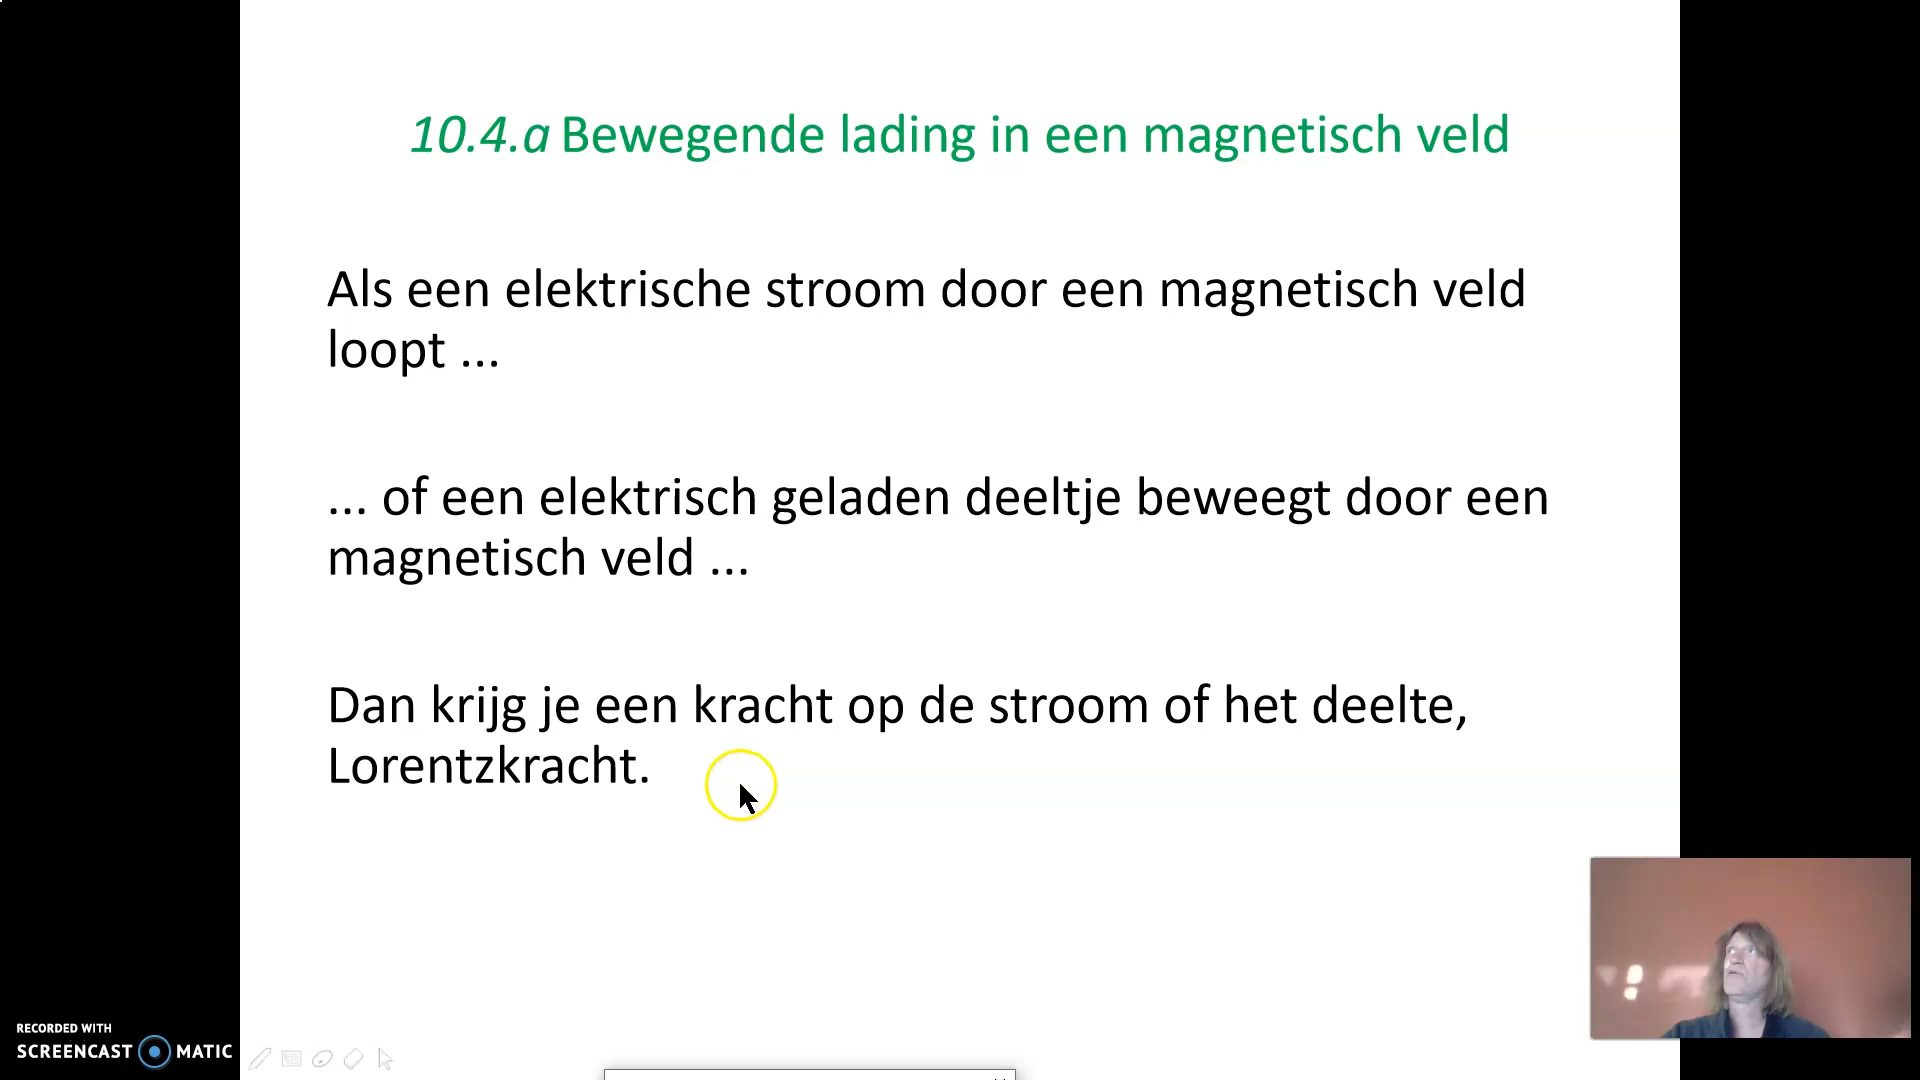 10.4.a Bewegende lading in een magnetisch veld
Als een elektrische stroom door een magnetisch veld
loopt ...
... of een elektrisch geladen deeltje beweegt door een
magnetisch veld ...
Dan krijg je een kracht op de stroom of het deelte,
Lorentzkracht.
RECORDED WITH
SCREENCAST MATIC